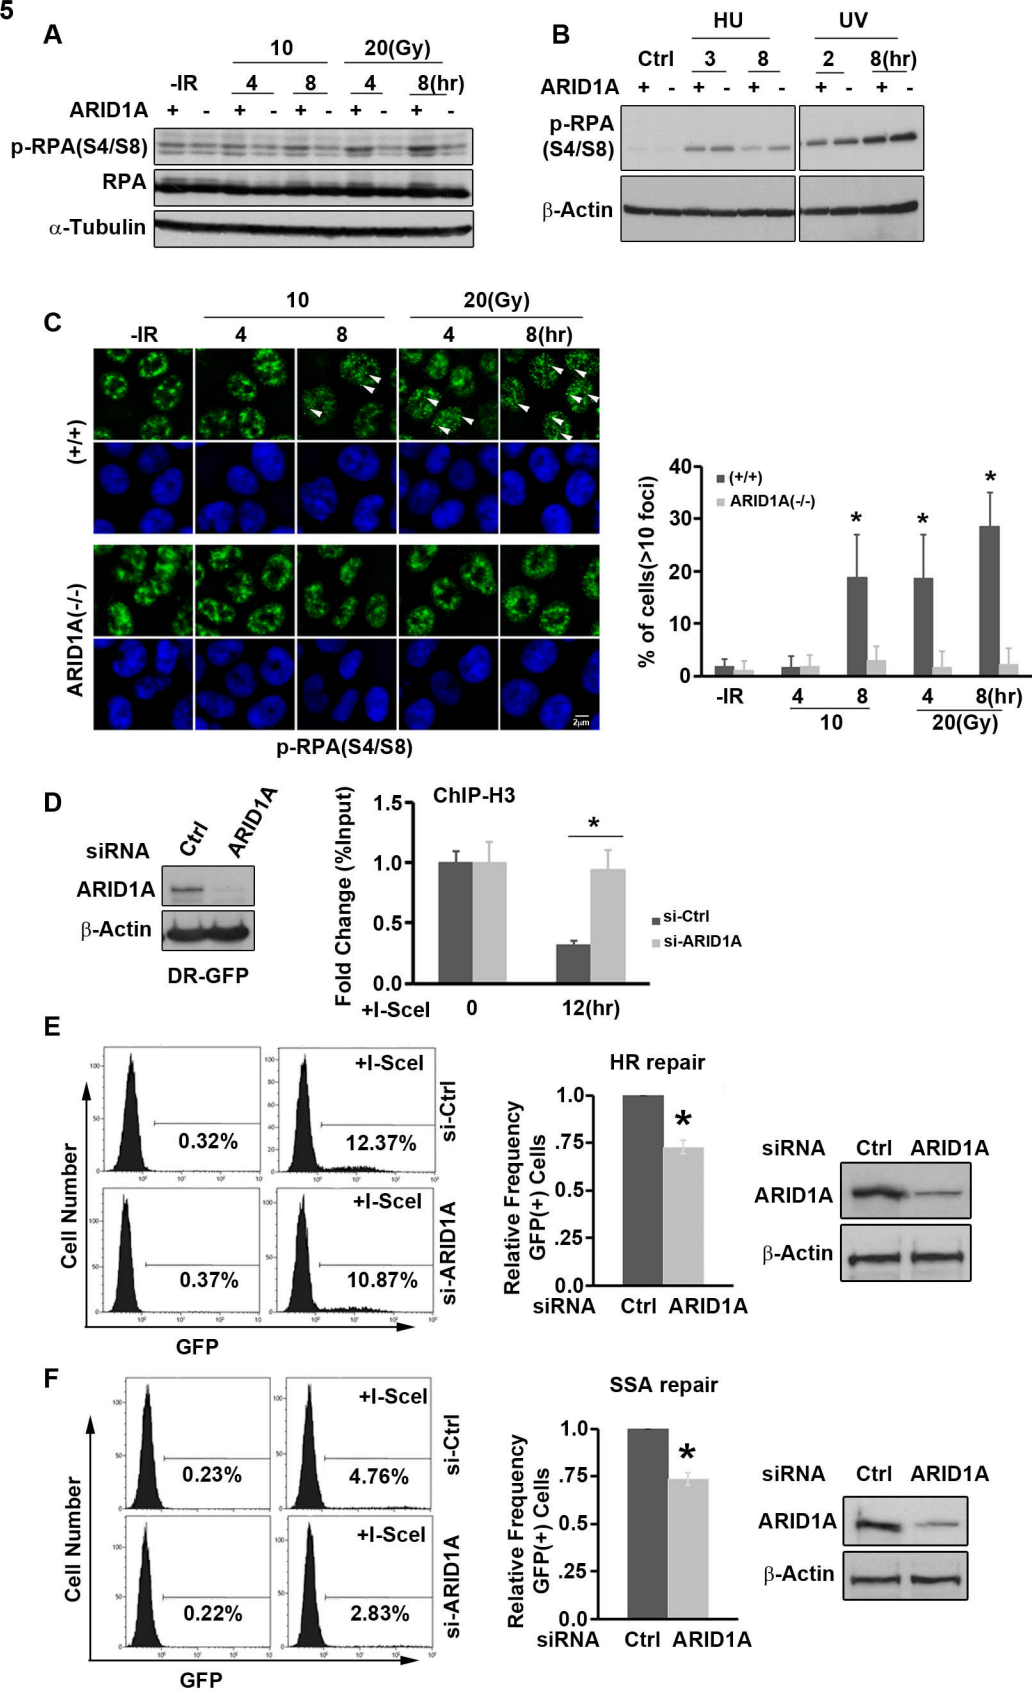 5
A
10
20(Gy)
-IR
4
8
4
8(hr)
ARID1A
+ - + - + - + - + -
p-RPA(S4/S8)
RPA
α-Tubulin
B
HU
UV
Ctrl
3
8
2
8(hr)
ARID1A
+ - + - + - + - + -
p-RPA
(S4/S8)
β-Actin
C
10
20(Gy)
-IR
4
8
4
8(hr)
(+/+)
ARID1A(-/-)
2µm
p-RPA(S4/S8)
% of cells(>10 foci)
40
30
20
10
0
(+/+)
ARID1A(-/-)
*
*
*
-IR
4
8
4
8(hr)
10
20(Gy)
D
siRNA
Ctrl
ARID1A
ARID1A
β-Actin
DR-GFP
Fold Change (%Input)
ChIP-H3
1.5
1.0
0.5
0.0
*
si-Ctrl
si-ARID1A
+I-SceI
0
12(hr)
E
Cell Number
0.32%
+I-SceI
12.37%
si-Ctrl
0.37%
+I-SceI
10.87%
si-ARID1A
GFP
HR repair
Relative Frequency
GFP(+) Cells
1.0
.75
0.5
.25
0.0
*
siRNA
Ctrl
ARID1A
siRNA
Ctrl
ARID1A
ARID1A
β-Actin
F
Cell Number
0.23%
+I-SceI
4.76%
si-Ctrl
0.22%
+I-SceI
2.83%
si-ARID1A
GFP
SSA repair
Relative Frequency
GFP(+) Cells
1.0
.75
0.5
.25
0.0
*
siRNA
Ctrl
ARID1A
siRNA
Ctrl
ARID1A
ARID1A
β-Actin